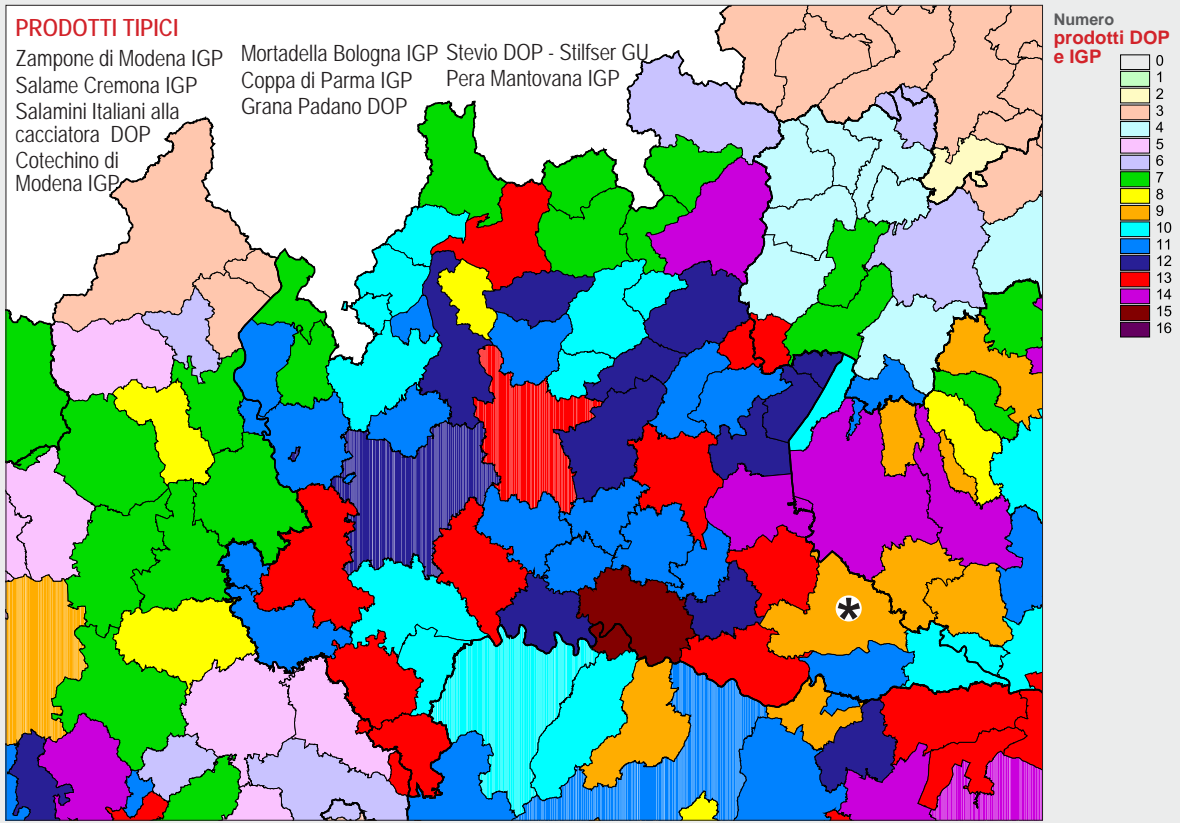 PRODOTTI TIPICI
Zampone di Modena IGP
Salame Cremona IGP
Salamini Italiani alla
cacciatora DOP
Cotechino di
Modena IGP
Mortadella Bologna IGP
Coppa di Parma IGP
Grana Padano DOP
Stevio DOP - Stilfser GU
Pera Mantovana IGP
*
Numero
prodotti DOP
e IGP
0
1
2
3
4
5
6
7
8
9
10
11
12
13
14
15
16